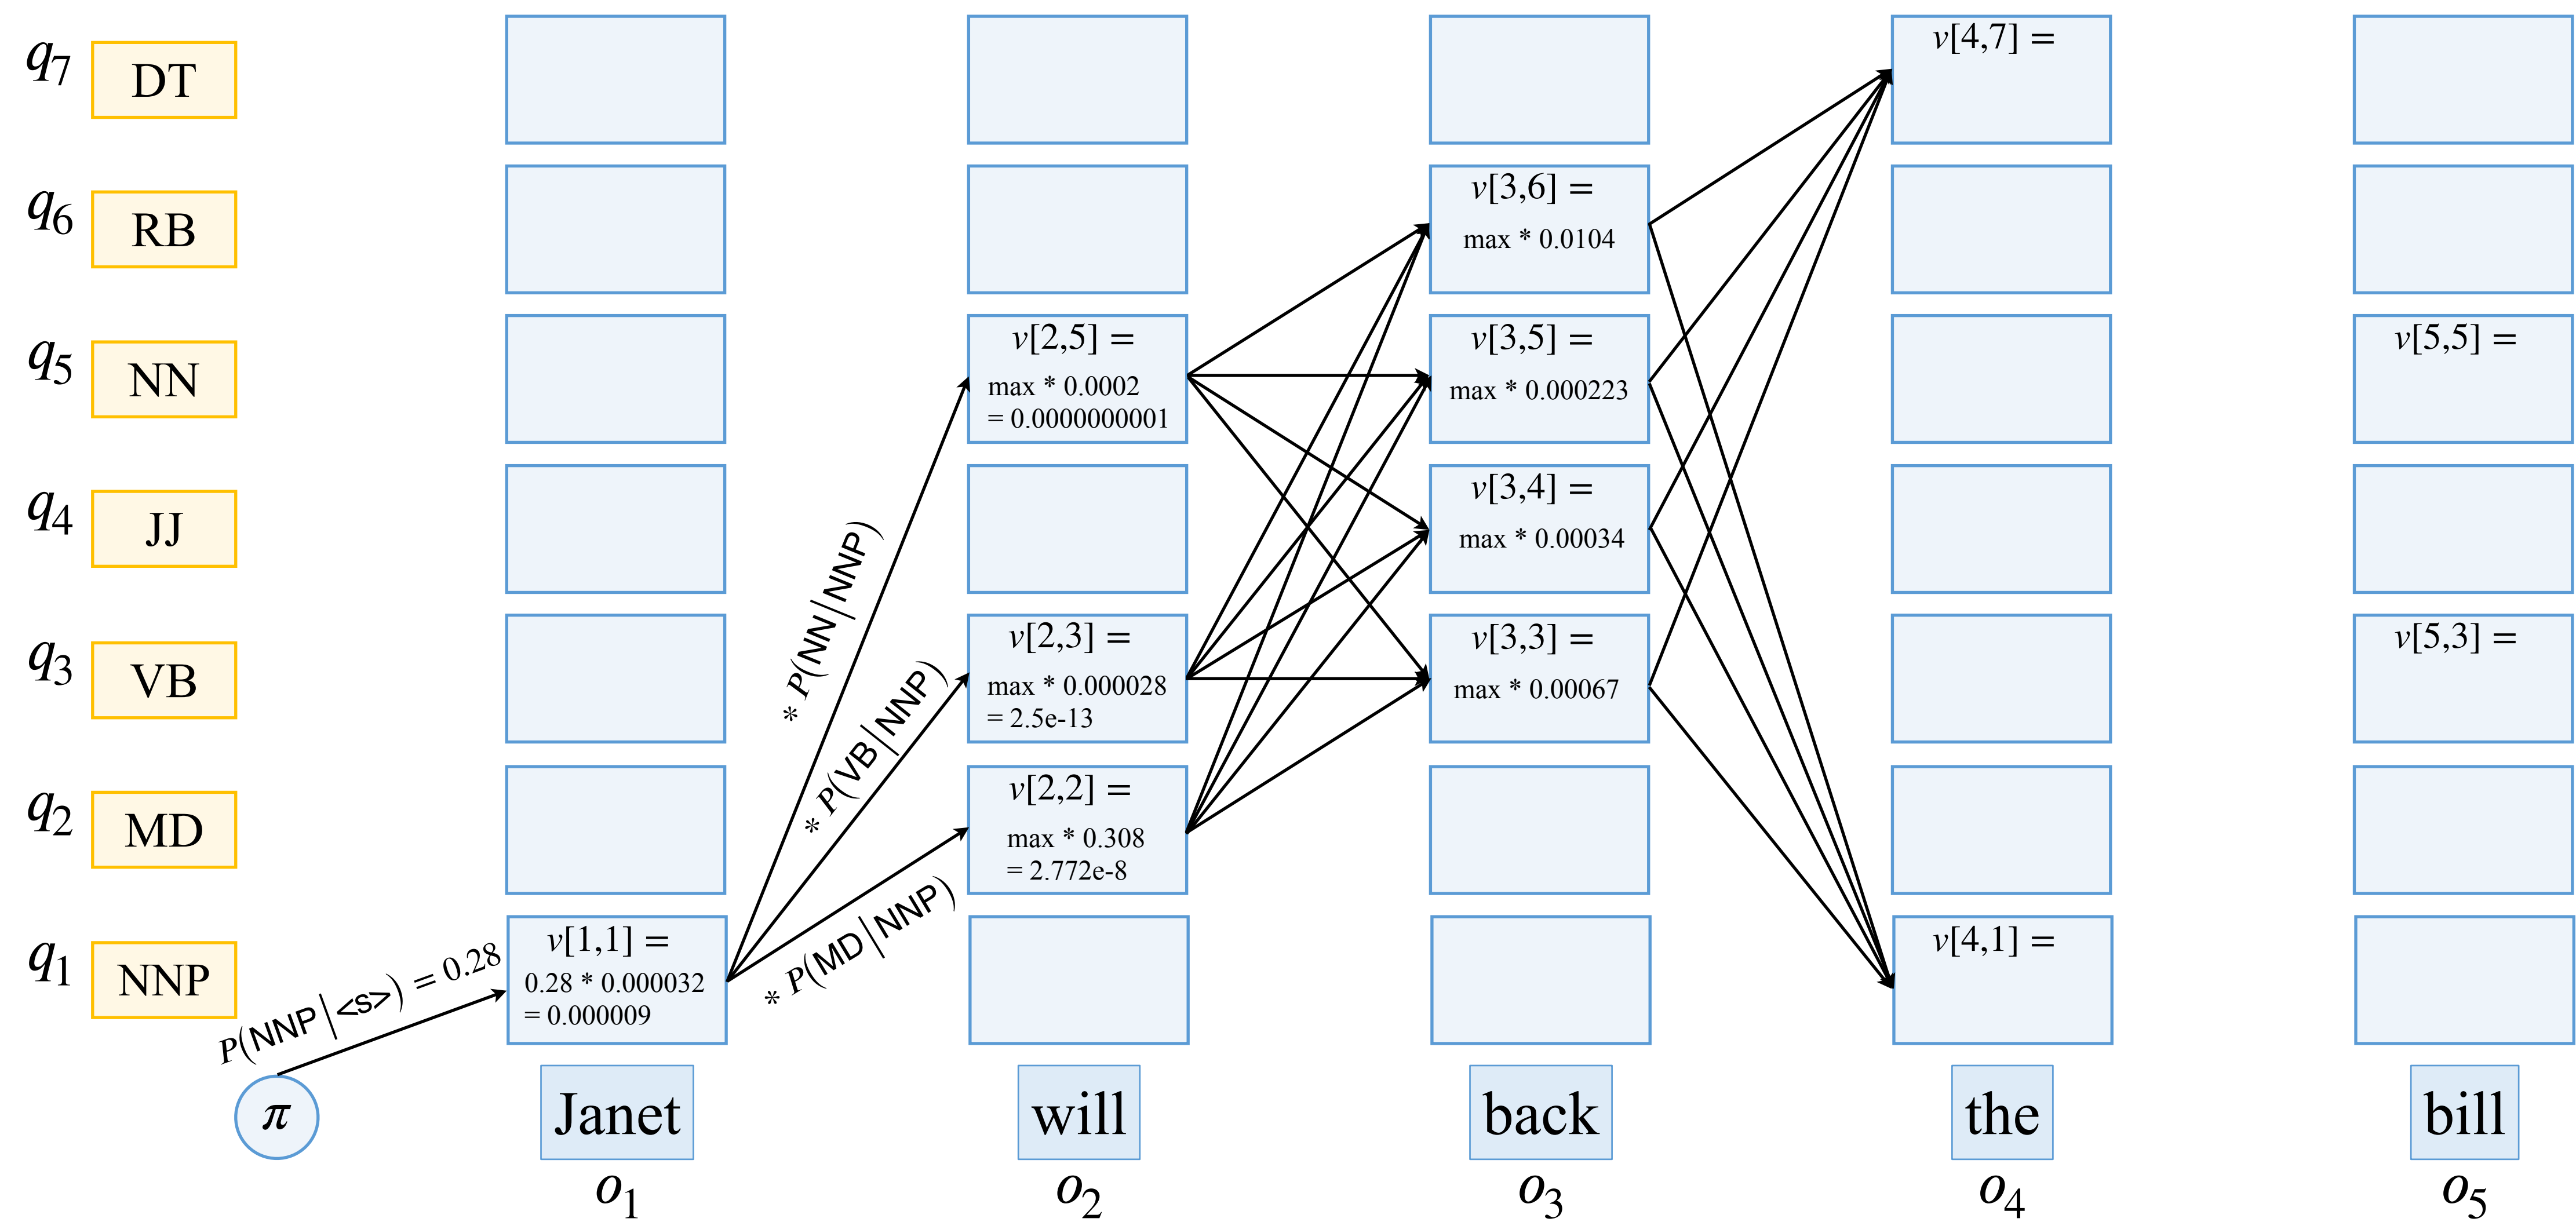 q7 DT
v[4,7] =
q6 RB
v[3,6] =
max * 0.0104
q5 NN
v[2,5] =
max * 0.0002
= 0.0000000001
v[3,5] =
max * 0.000223
v[5,5] =
q4 JJ
v[3,4] =
max * 0.00034
* P(NN|NNP)
q3 VB
v[2,3] =
max * 0.000028
= 2.5e-13
v[3,3] =
max * 0.00067
v[5,3] =
* P(VB|NNP)
q2 MD
v[2,2] =
max * 0.308
= 2.772e-8
* P(MD|NNP)
q1 NNP
P(NNP|<s>) = 0.28
v[1,1] =
0.28 * 0.000032
= 0.000009
v[4,1] =
π Janet will back the bill
o1 o2 o3 o4 o5